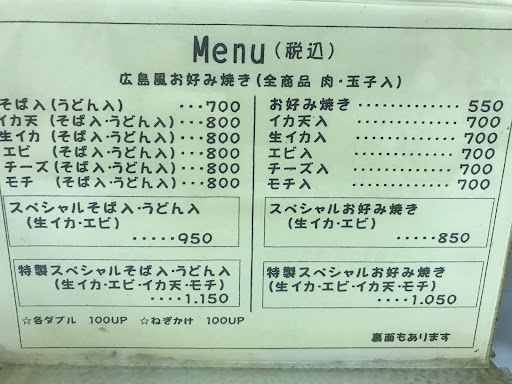 Menu(税込)
広島風お好み焼き(全商品 肉・玉子入)
そば入(うどん入) ・・・700
イカ天 (そば入・うどん入)・・800
生イカ (そば入・うどん入)・・800
エビ (そば入・うどん入)・・800
チーズ(そば入・うどん入)・・800
モチ (そば入・うどん入)・・800
スペシャルそば入・うどん入
(生イカ・エビ)
・・・・・950
特製スペシャルそば入・うどん入
(生イカ・エビ・イカ天・モチ)
・・・・1.150
☆各ダブル 100UP ☆ねぎかけ 100UP
お好み焼き ・・・・・・・・・・・・・ 550
イカ天入 ・・・・・・・・・・・・・ 700
生イカ入 ・・・・・・・・・・・・・ 700
エビ入 ・・・・・・・・・・・・・ 700
チーズ入 ・・・・・・・・・・・・・ 700
モチ入 ・・・・・・・・・・・・・ 700
スペシャルお好み焼き
(生イカ・エビ)
・・・・・850
特製スペシャルお好み焼き
(生イカ・エビ・イカ天・モチ)
・・・・1.050
裏面もあります